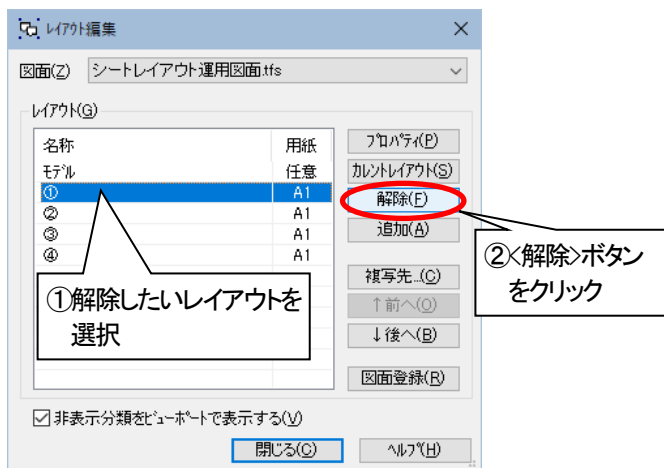 ﾚｲｱｳﾄ編集
図面(Z) シートレイアウト運用図面.tfs
ﾚｲｱｳﾄ(G)
名称 用紙
ﾓﾃﾞﾙ 任意
① A1
② A1
③ A1
④ A1
ﾌﾟﾛﾊﾟﾃｨ(P)
ｶﾚﾝﾄﾚｲｱｳﾄ(S)
解除(F)
追加(A)
複写先...(C)
↑前へ(O)
↓後へ(B)
図面登録(R)
①解除したいレイアウトを
選択
②<解除>ボタン
をクリック
非表示分類をﾋﾞｭｰﾎﾟｰﾄで表示する(V)
閉じる(C) ﾍﾙﾌﾟ(H)